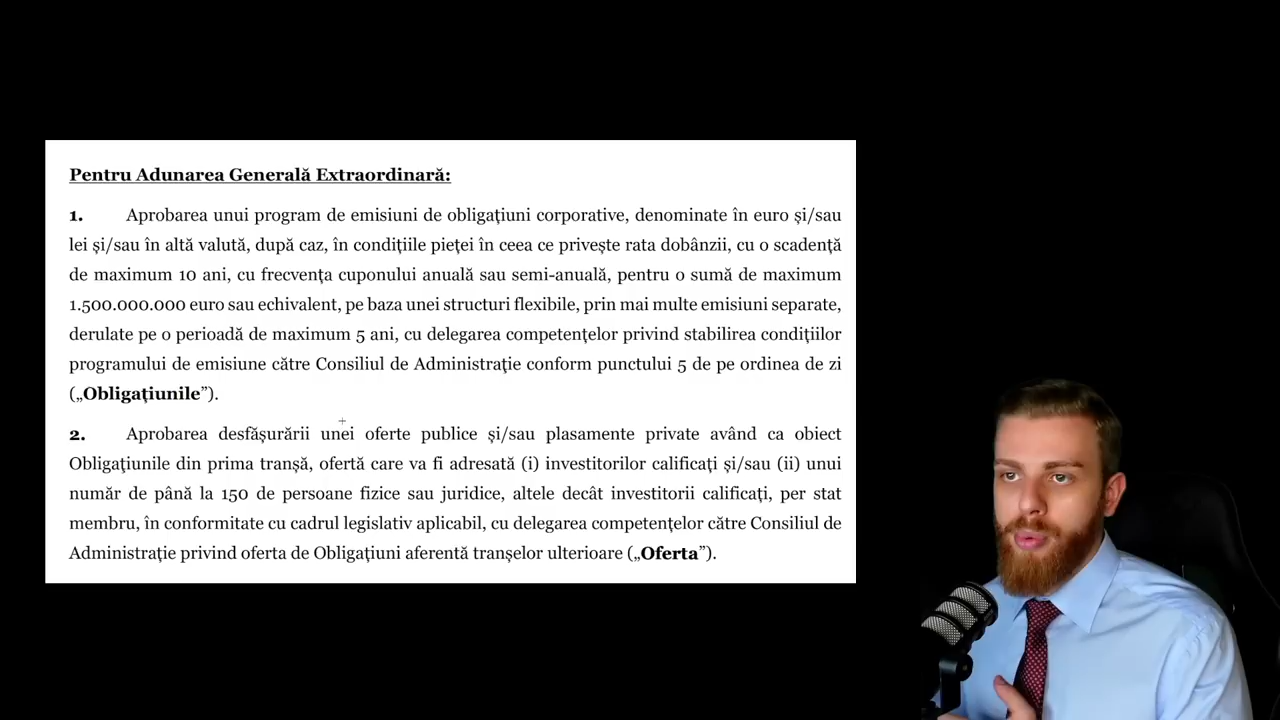 Pentru Adunarea Generală Extraordinară:
1. Aprobarea unui program de emisiuni de obligațiuni corporative, denominate în euro și/sau
lei și/sau în altă valută, după caz, în condițiile pieței în ceea ce privește rata dobânzii, cu o scadență
de maximum 10 ani, cu frecvența cuponului anuală sau semi-anuală, pentru o sumă de maximum
1.500.000.000 euro sau echivalent, pe baza unei structuri flexibile, prin mai multe emisiuni separate,
derulate pe o perioadă de maximum 5 ani, cu delegarea competențelor privind stabilirea condițiilor
programului de emisiune către Consiliul de Administrație conform punctului 5 de pe ordinea de zi
(„Obligațiunile”).
2. Aprobarea desfășurării unei oferte publice și/sau plasamente private având ca obiect
Obligațiunile din prima tranșă, ofertă care va fi adresată (i) investitorilor calificați și/sau (ii) unui
număr de până la 150 de persoane fizice sau juridice, altele decât investitorii calificați, per stat
membru, în conformitate cu cadrul legislativ aplicabil, cu delegarea competențelor către Consiliul de
Administrație privind oferta de Obligațiuni aferentă tranșelor ulterioare („Oferta”).